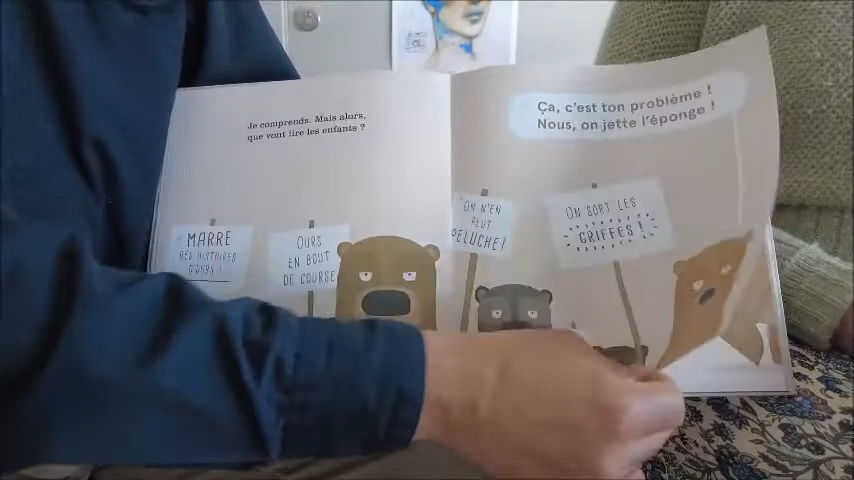 Je comprends. Mais alors,
que vont lire les enfants ?
Ça, c'est ton problème !
Nous, on jette l'éponge !
MARRE
DES HISTOIRES
D'OURS !
OURS
EN BOUT
DE COURSE
ON N'EN
PEUT
PELUCHE !
ON SORT LES
GRIFFES !